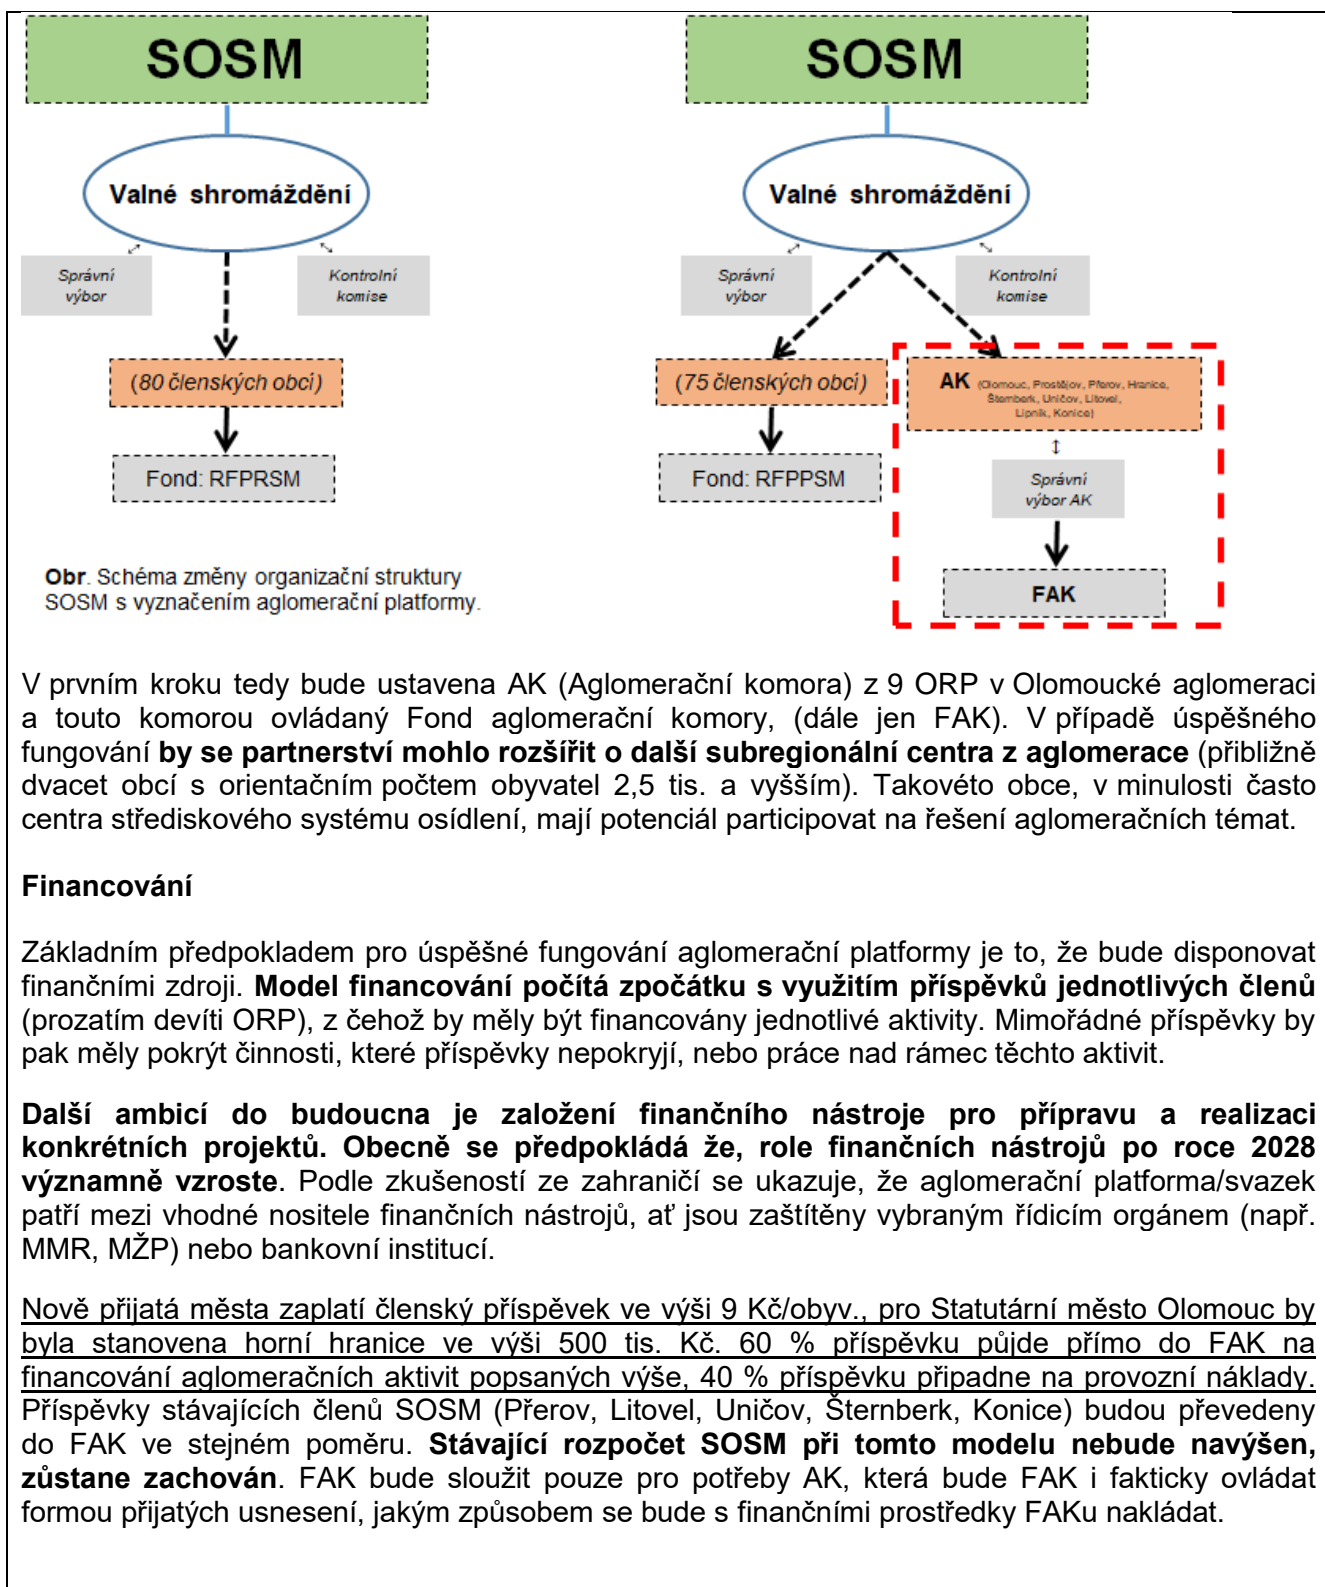 SOSM
Valné shromáždění
Správní
výbor
Kontrolní
komise
(80 členských obcí)
Fond: RFPRSM
SOSM
Valné shromáždění
Správní
výbor
Kontrolní
komise
(75 členských obcí)
Fond: RFPPSM
AK (Olomouc, Prostějov, Přerov, Hranice,
Šternberk, Uničov, Litovel,
Lipník, Konice)
Správní
výbor AK
FAK
Obr. Schéma změny organizační struktury
SOSM s vyznačením aglomerační platformy.
V prvním kroku tedy bude ustavena AK (Aglomerační komora) z 9 ORP v Olomoucké aglomeraci
a touto komorou ovládaný Fond aglomerační komory, (dále jen FAK). V případě úspěšného
fungování by se partnerství mohlo rozšířit o další subregionální centra z aglomerace (přibližně
dvacet obcí s orientačním počtem obyvatel 2,5 tis. a vyšším). Takovéto obce, v minulosti často
centra střediskového systému osídlení, mají potenciál participovat na řešení aglomeračních témat.
Financování
Základním předpokladem pro úspěšné fungování aglomerační platformy je to, že bude disponovat
finančními zdroji. Model financování počítá zpočátku s využitím příspěvků jednotlivých členů
(prozatím devíti ORP), z čehož by měly být financovány jednotlivé aktivity. Mimořádné příspěvky by
pak měly pokrýt činnosti, které příspěvky nepokryjí, nebo práce nad rámec těchto aktivit.
Další ambicí do budoucna je založení finančního nástroje pro přípravu a realizaci
konkrétních projektů. Obecně se předpokládá že, role finančních nástrojů po roce 2028
významně vzroste. Podle zkušeností ze zahraničí se ukazuje, že aglomerační platforma/svazek
patří mezi vhodné nositele finančních nástrojů, ať jsou zaštítěny vybraným řídicím orgánem (např.
MMR, MŽP) nebo bankovní institucí.
Nově přijatá města zaplatí členský příspěvek ve výši 9 Kč/obyv., pro Statutární město Olomouc by
byla stanovena horní hranice ve výši 500 tis. Kč. 60 % příspěvku půjde přímo do FAK na
financování aglomeračních aktivit popsaných výše, 40 % příspěvku připadne na provozní náklady.
Příspěvky stávajících členů SOSM (Přerov, Litovel, Uničov, Šternberk, Konice) budou převedeny
do FAK ve stejném poměru. Stávající rozpočet SOSM při tomto modelu nebude navýšen,
zůstane zachován. FAK bude sloužit pouze pro potřeby AK, která bude FAK i fakticky ovládat
formou přijatých usnesení, jakým způsobem se bude s finančními prostředky FAKu nakládat.